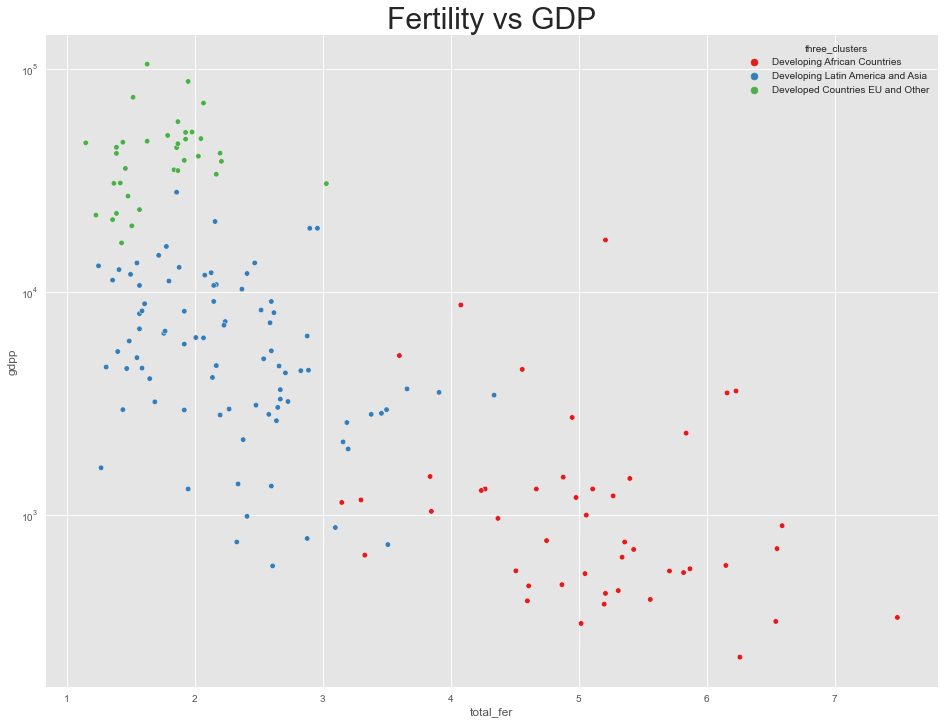 Fertility vs GDP
three_clusters
Developing African Countries
Developing Latin America and Asia
Developed Countries EU and Other
10^5
10^4
10^3
gdpp
1 2 3 4 5 6 7
total_fer